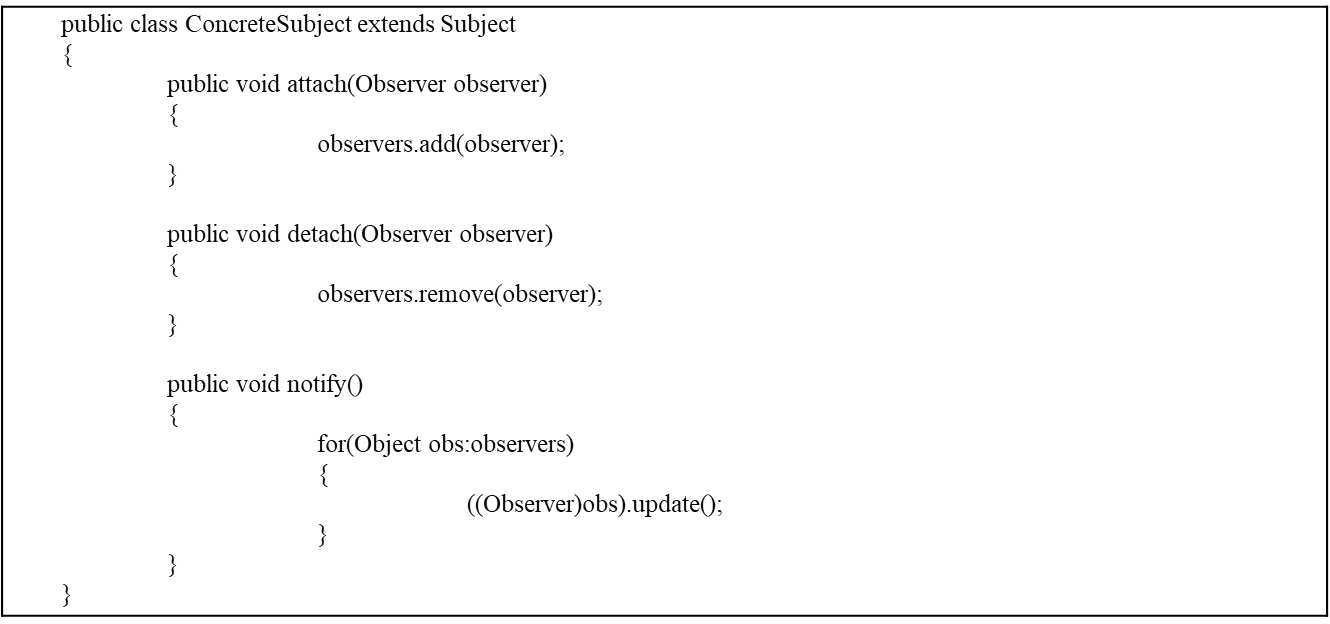 public class ConcreteSubject extends Subject
{
public void attach(Observer observer)
{
observers.add(observer);
}
public void detach(Observer observer)
{
observers.remove(observer);
}
public void notify()
{
for(Object obs:observers)
{
((Observer)obs).update();
}
}
}